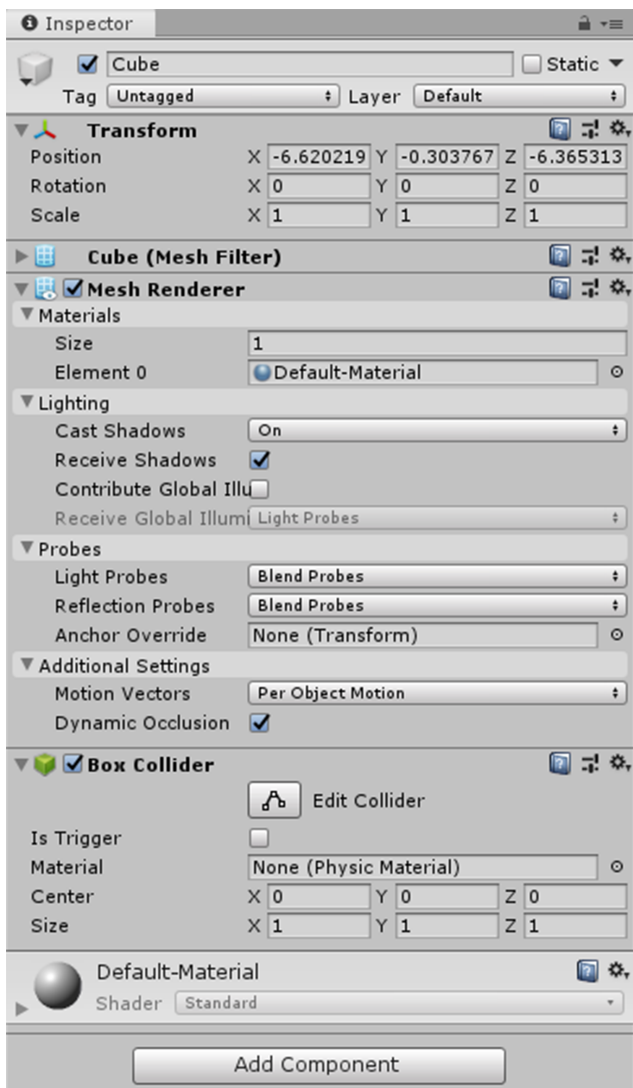 Inspector
Cube Static
Tag Untagged Layer Default
Transform
Position X -6.620219 Y -0.303767 Z -6.365313
Rotation X 0 Y 0 Z 0
Scale X 1 Y 1 Z 1
Cube (Mesh Filter)
Mesh Renderer
Materials
Size 1
Element 0 Default-Material
Lighting
Cast Shadows On
Receive Shadows
Contribute Global Illu
Receive Global Illumi Light Probes
Probes
Light Probes Blend Probes
Reflection Probes Blend Probes
Anchor Override None (Transform)
Additional Settings
Motion Vectors Per Object Motion
Dynamic Occlusion
Box Collider
Edit Collider
Is Trigger
Material None (Physic Material)
Center X 0 Y 0 Z 0
Size X 1 Y 1 Z 1
Default-Material
Shader Standard
Add Component